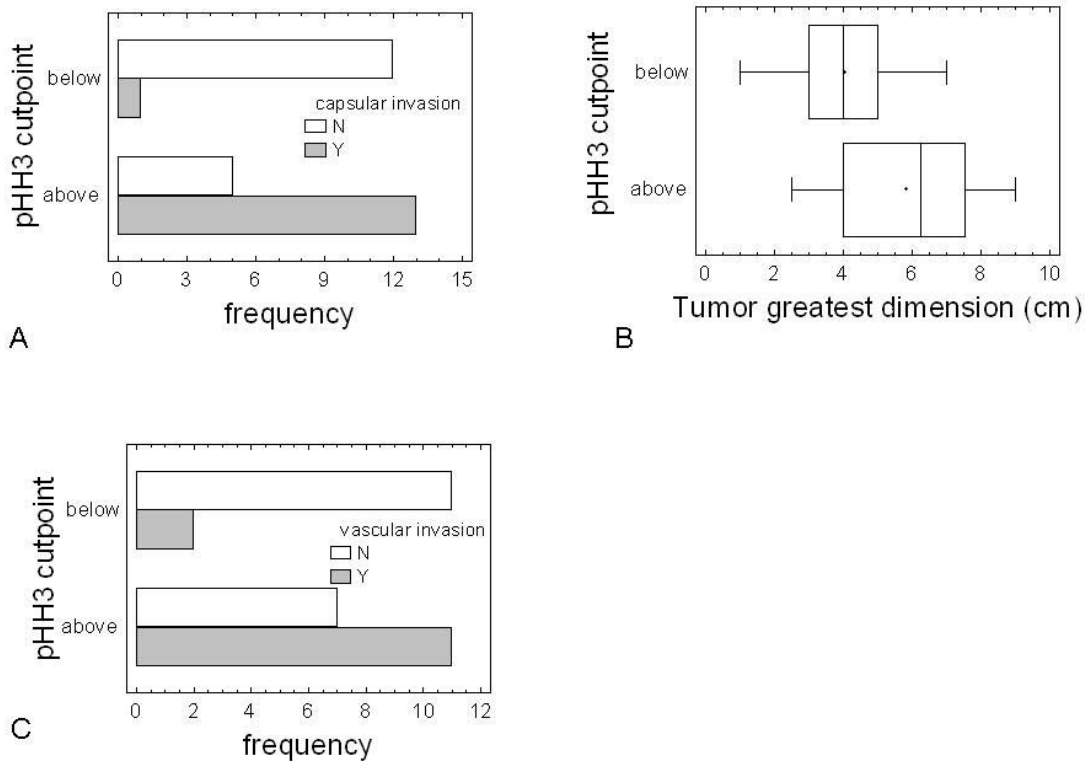 pHH3 cutpoint
below
above
capsular invasion
N
Y
0 3 6 9 12 15
frequency
A
pHH3 cutpoint
below
above
0 2 4 6 8 10
Tumor greatest dimension (cm)
B
pHH3 cutpoint
below
above
vascular invasion
N
Y
0 2 4 6 8 10 12
frequency
C